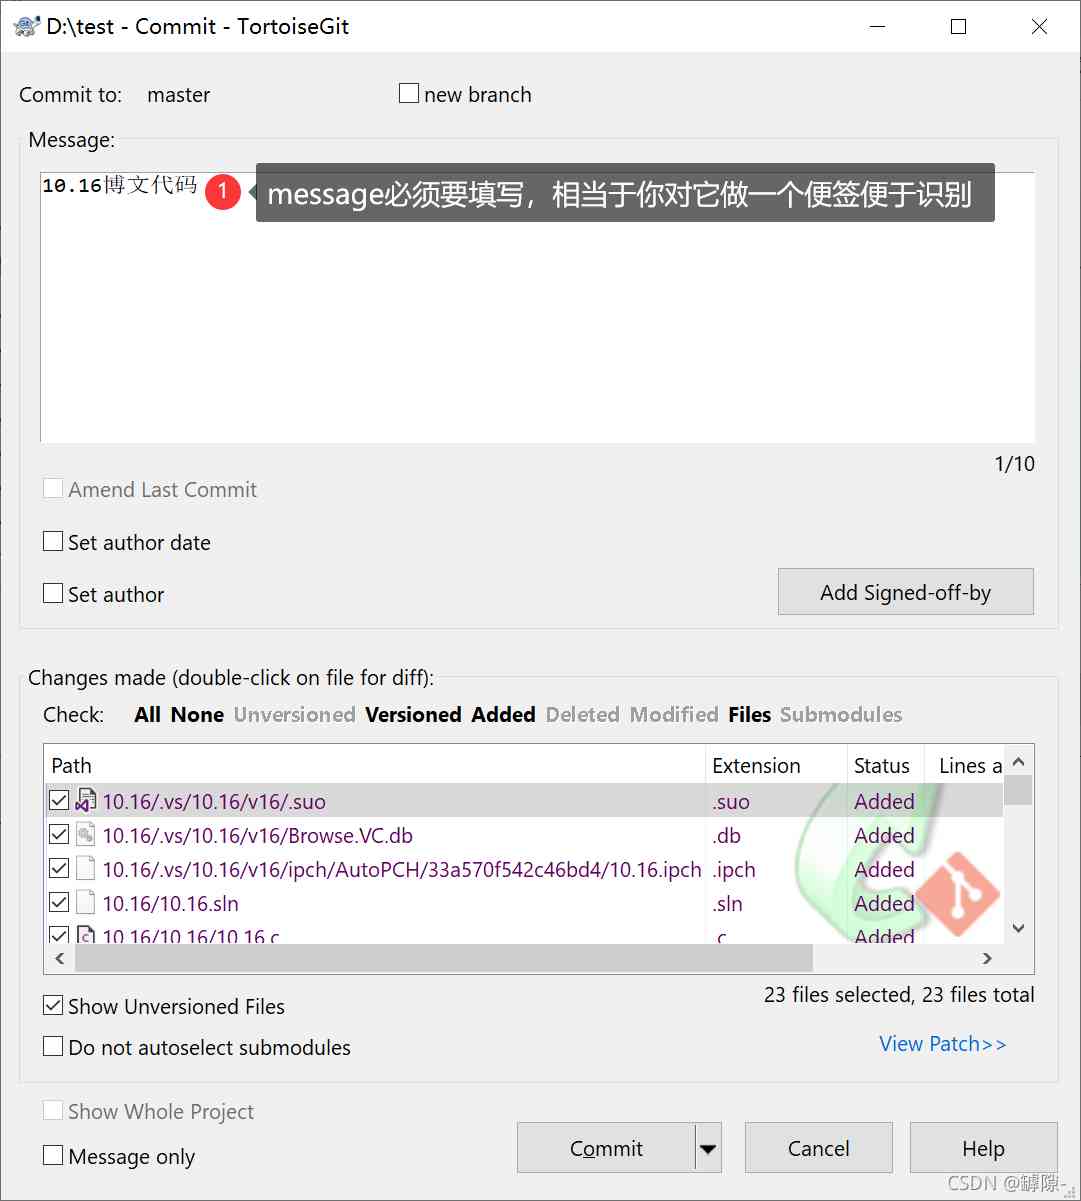 D:\test - Commit - TortoiseGit
Commit to: master
new branch
Message:
10.16博文代码
1
message必须要填写，相当于你对它做一个便签便于识别
1/10
Amend Last Commit
Set author date
Set author
Add Signed-off-by
Changes made (double-click on file for diff):
Check: All None Unversioned Versioned Added Deleted Modified Files Submodules
Path Extension Status Lines a
10.16/.vs/10.16/v16/.suo .suo Added
10.16/.vs/10.16/v16/Browse.VC.db .db Added
10.16/.vs/10.16/v16/ipch/AutoPCH/33a570f542c46bd4/10.16.ipch .ipch Added
10.16/10.16.sln .sln Added
10.16/10.16/10.16.c .c Added
23 files selected, 23 files total
Show Unversioned Files
Do not autoselect submodules
View Patch>>
Show Whole Project
Message only
Commit
Cancel
Help
CSDN @罅隙-